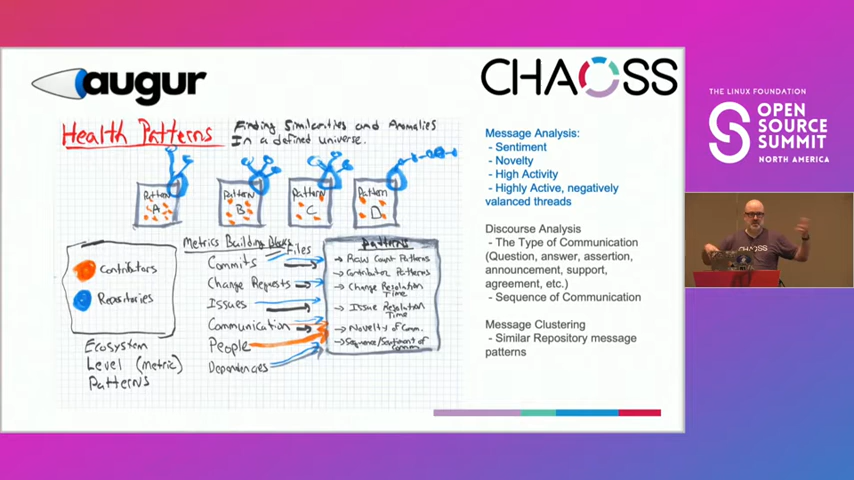 augur
CHAOSS
Health Patterns
Finding Similarities and Anomalies
In a defined universe.
Pattern
A
Pattern
B
Pattern
C
Pattern
D
Contributors
Repositories
Ecosystem
Level (metric)
Patterns
Metrics Building Blocks
Files
Commits
Change Requests
Issues
Communication
People
Dependencies
Patterns
→ Raw Count Patterns
→ Contributor Patterns
→ Change Resolution
Time
→ Issue Resolution
Time
→ Novelty of Comm.
→ Sequence/Sentiment of
Comm
Message Analysis:
- Sentiment
- Novelty
- High Activity
- Highly Active, negatively
valanced threads
Discourse Analysis
- The Type of Communication
(Question, answer, assertion,
announcement, support,
agreement, etc.)
- Sequence of Communication
Message Clustering
- Similar Repository message
patterns
THE LINUX FOUNDATION
OPEN
SOURCE
SUMMIT
NORTH AMERICA
CHAOSS